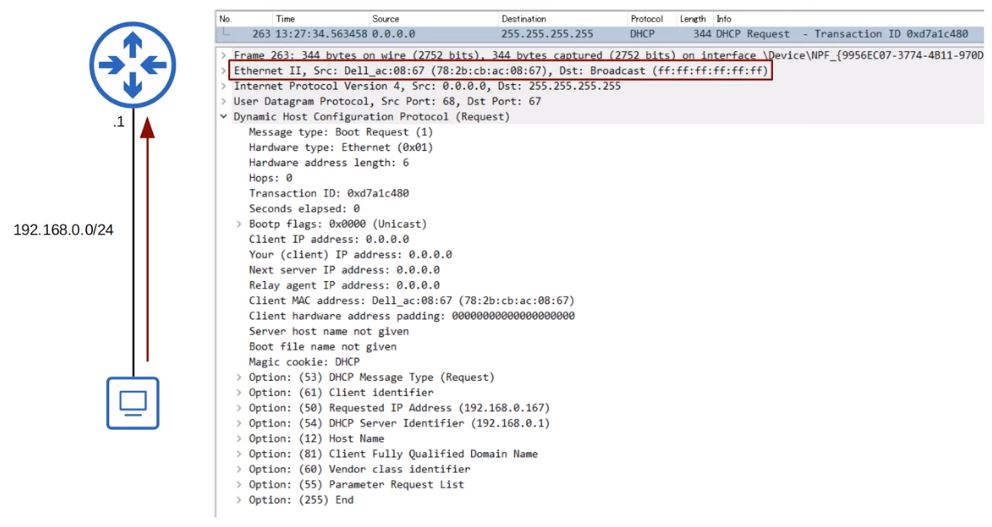 No. Time Source Destination Protocol Length Info
263 13:27:34.563458 0.0.0.0 255.255.255.255 DHCP 344 DHCP Request - Transaction ID 0xd7a1c480
Frame 263: 344 bytes on wire (2752 bits), 344 bytes captured (2752 bits) on interface \Device\NPF_{9956EC07-3774-4B11-970D
Ethernet II, Src: Dell_ac:08:67 (78:2b:cb:ac:08:67), Dst: Broadcast (ff:ff:ff:ff:ff:ff)
Internet Protocol Version 4, Src: 0.0.0.0, Dst: 255.255.255.255
User Datagram Protocol, Src Port: 68, Dst Port: 67
Dynamic Host Configuration Protocol (Request)
Message type: Boot Request (1)
Hardware type: Ethernet (0x01)
Hardware address length: 6
Hops: 0
Transaction ID: 0xd7a1c480
Seconds elapsed: 0
Bootp flags: 0x0000 (Unicast)
Client IP address: 0.0.0.0
Your (client) IP address: 0.0.0.0
Next server IP address: 0.0.0.0
Relay agent IP address: 0.0.0.0
Client MAC address: Dell_ac:08:67 (78:2b:cb:ac:08:67)
Client hardware address padding: 00000000000000000000
Server host name not given
Boot file name not given
Magic cookie: DHCP
Option: (53) DHCP Message Type (Request)
Option: (61) Client identifier
Option: (50) Requested IP Address (192.168.0.167)
Option: (54) DHCP Server Identifier (192.168.0.1)
Option: (12) Host Name
Option: (81) Client Fully Qualified Domain Name
Option: (60) Vendor class identifier
Option: (55) Parameter Request List
Option: (255) End
.1
192.168.0.0/24